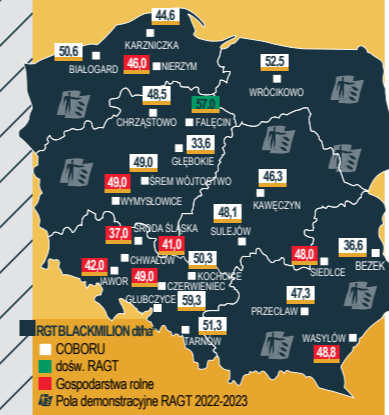 44,6
KARZNICZKA
50,6
BIAŁOGARD
46,0
NIERZYM
52,5
WRÓCIKOWO
48,5
CHRZĄSTOWO
57,0
FALĘCIN
33,6
GŁĘBOKIE
49,0
ŚREM WÓJTOSTWO
49,0
WYMYSŁOWICE
46,3
KAWĘCZYN
48,1
SULEJÓW
37,0
ŚRODA ŚLĄSKA
41,0
CHWAŁÓW
42,0
JAWOR
49,0
CZERWIENIEC
50,3
KOCHCICE
48,0
SIEDLCE
36,6
BEZEK
GŁUBCZYCE
59,3
47,3
PRZECŁAW
51,3
TARNÓW
WASYLÓW
48,8
RGT BLACKMILION dtha
COBORU
dośw. RAGT
Gospodarstwa rolne
Pola demonstracyjne RAGT 2022-2023